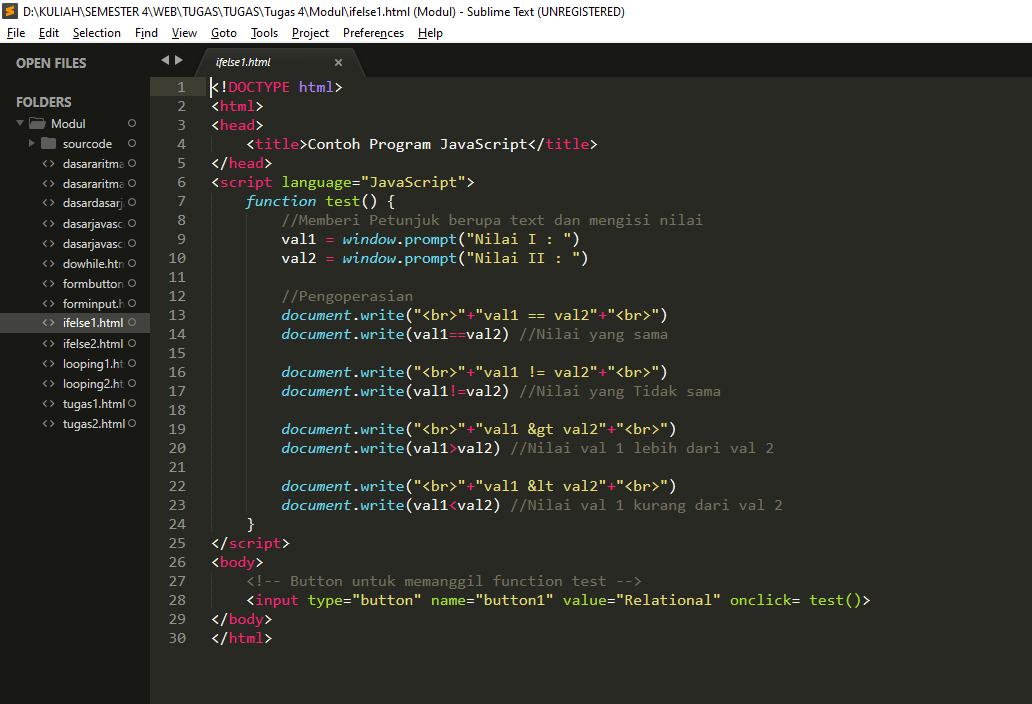 D:\KULIAH\SEMESTER 4\WEB\TUGAS\TUGAS\Tugas 4\Modul\ifelse1.html (Modul) - Sublime Text (UNREGISTERED)
File Edit Selection Find View Goto Tools Project Preferences Help
OPEN FILES
FOLDERS
Modul
sourcode
dasararitma
dasararitma
dasardasarj
dasarjavasc
dasarjavasc
dowhile.htm
formbutton
forminput.h
ifelse1.html
ifelse2.html
looping1.ht
looping2.ht
tugas1.html
tugas2.html
ifelse1.html
1 <!DOCTYPE html>
2 <html>
3 <head>
4     <title>Contoh Program JavaScript</title>
5 </head>
6 <script language="JavaScript">
7     function test() {
8         //Memberi Petunjuk berupa text dan mengisi nilai
9         val1 = window.prompt("Nilai I : ")
10         val2 = window.prompt("Nilai II : ")
11
12         //Pengoperasian
13         document.write("<br>"+"val1 == val2"+"<br>")
14         document.write(val1==val2) //Nilai yang sama
15
16         document.write("<br>"+"val1 != val2"+"<br>")
17         document.write(val1!=val2) //Nilai yang Tidak sama
18
19         document.write("<br>"+"val1 &gt val2"+"<br>")
20         document.write(val1>val2) //Nilai val 1 lebih dari val 2
21
22         document.write("<br>"+"val1 &lt val2"+"<br>")
23         document.write(val1<val2) //Nilai val 1 kurang dari val 2
24     }
25 </script>
26 <body>
27     <!-- Button untuk memanggil function test -->
28     <input type="button" name="button1" value="Relational" onclick= test()>
29 </body>
30 </html>